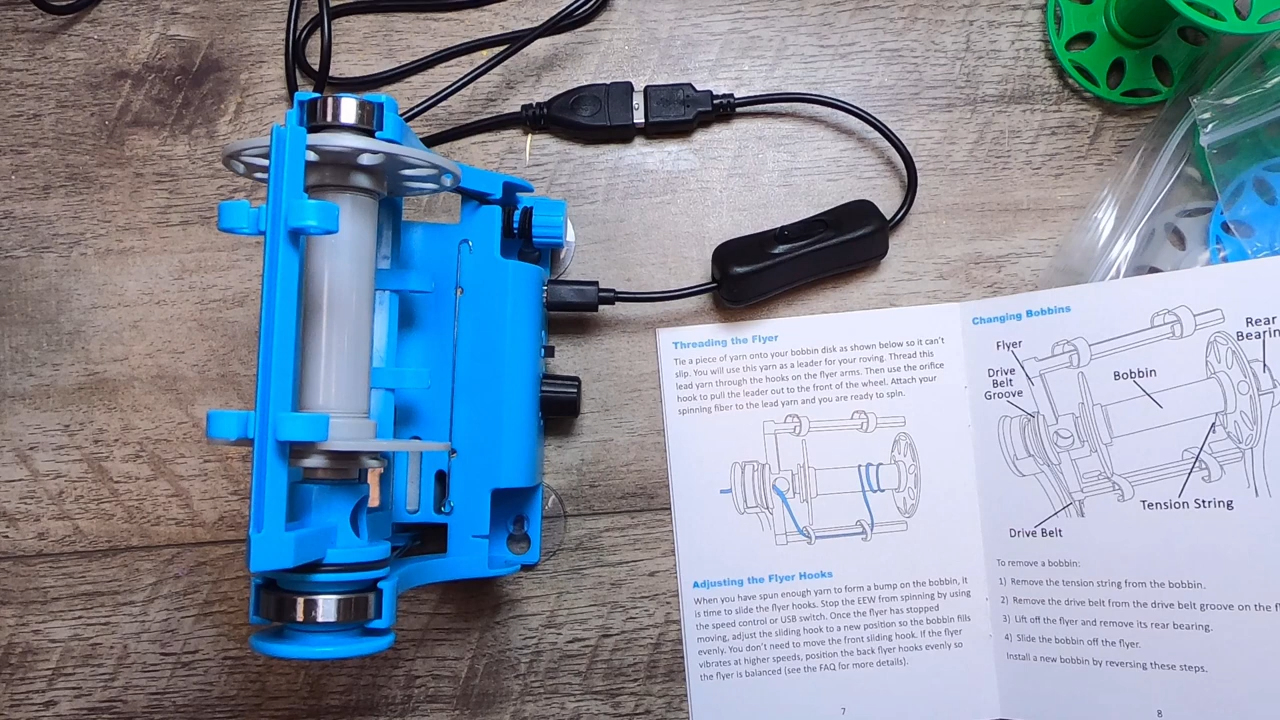 Threading the Flyer
Tie a piece of yarn onto your bobbin disk as shown below so it can't
slip. You will use this yarn as a leader for your roving. Thread this
lead yarn through the hooks on the flyer arms. Then use the orifice
hook to pull the leader out to the front of the wheel. Attach your
spinning fiber to the lead yarn and you are ready to spin.
Adjusting the Flyer Hooks
When you have spun enough yarn to form a bump on the bobbin, it
is time to slide the flyer hooks. Stop the EEW from spinning by using
the speed control or USB switch. Once the flyer has stopped
moving, adjust the sliding hook to a new position so the bobbin fills
evenly. You don't need to move the front sliding hook. If the flyer
vibrates at higher speeds, position the back flyer hooks evenly so
the flyer is balanced (see the FAQ for more details).
7
Changing Bobbins
Flyer
Drive
Belt
Groove
Bobbin
Rear
Tension String
Drive Belt
To remove a bobbin:
1) Remove the tension string from the bobbin.
2) Remove the drive belt from the drive belt groove on the
3) Lift off the flyer and remove its rear bearing.
4) Slide the bobbin off the flyer.
Install a new bobbin by reversing these steps.
8